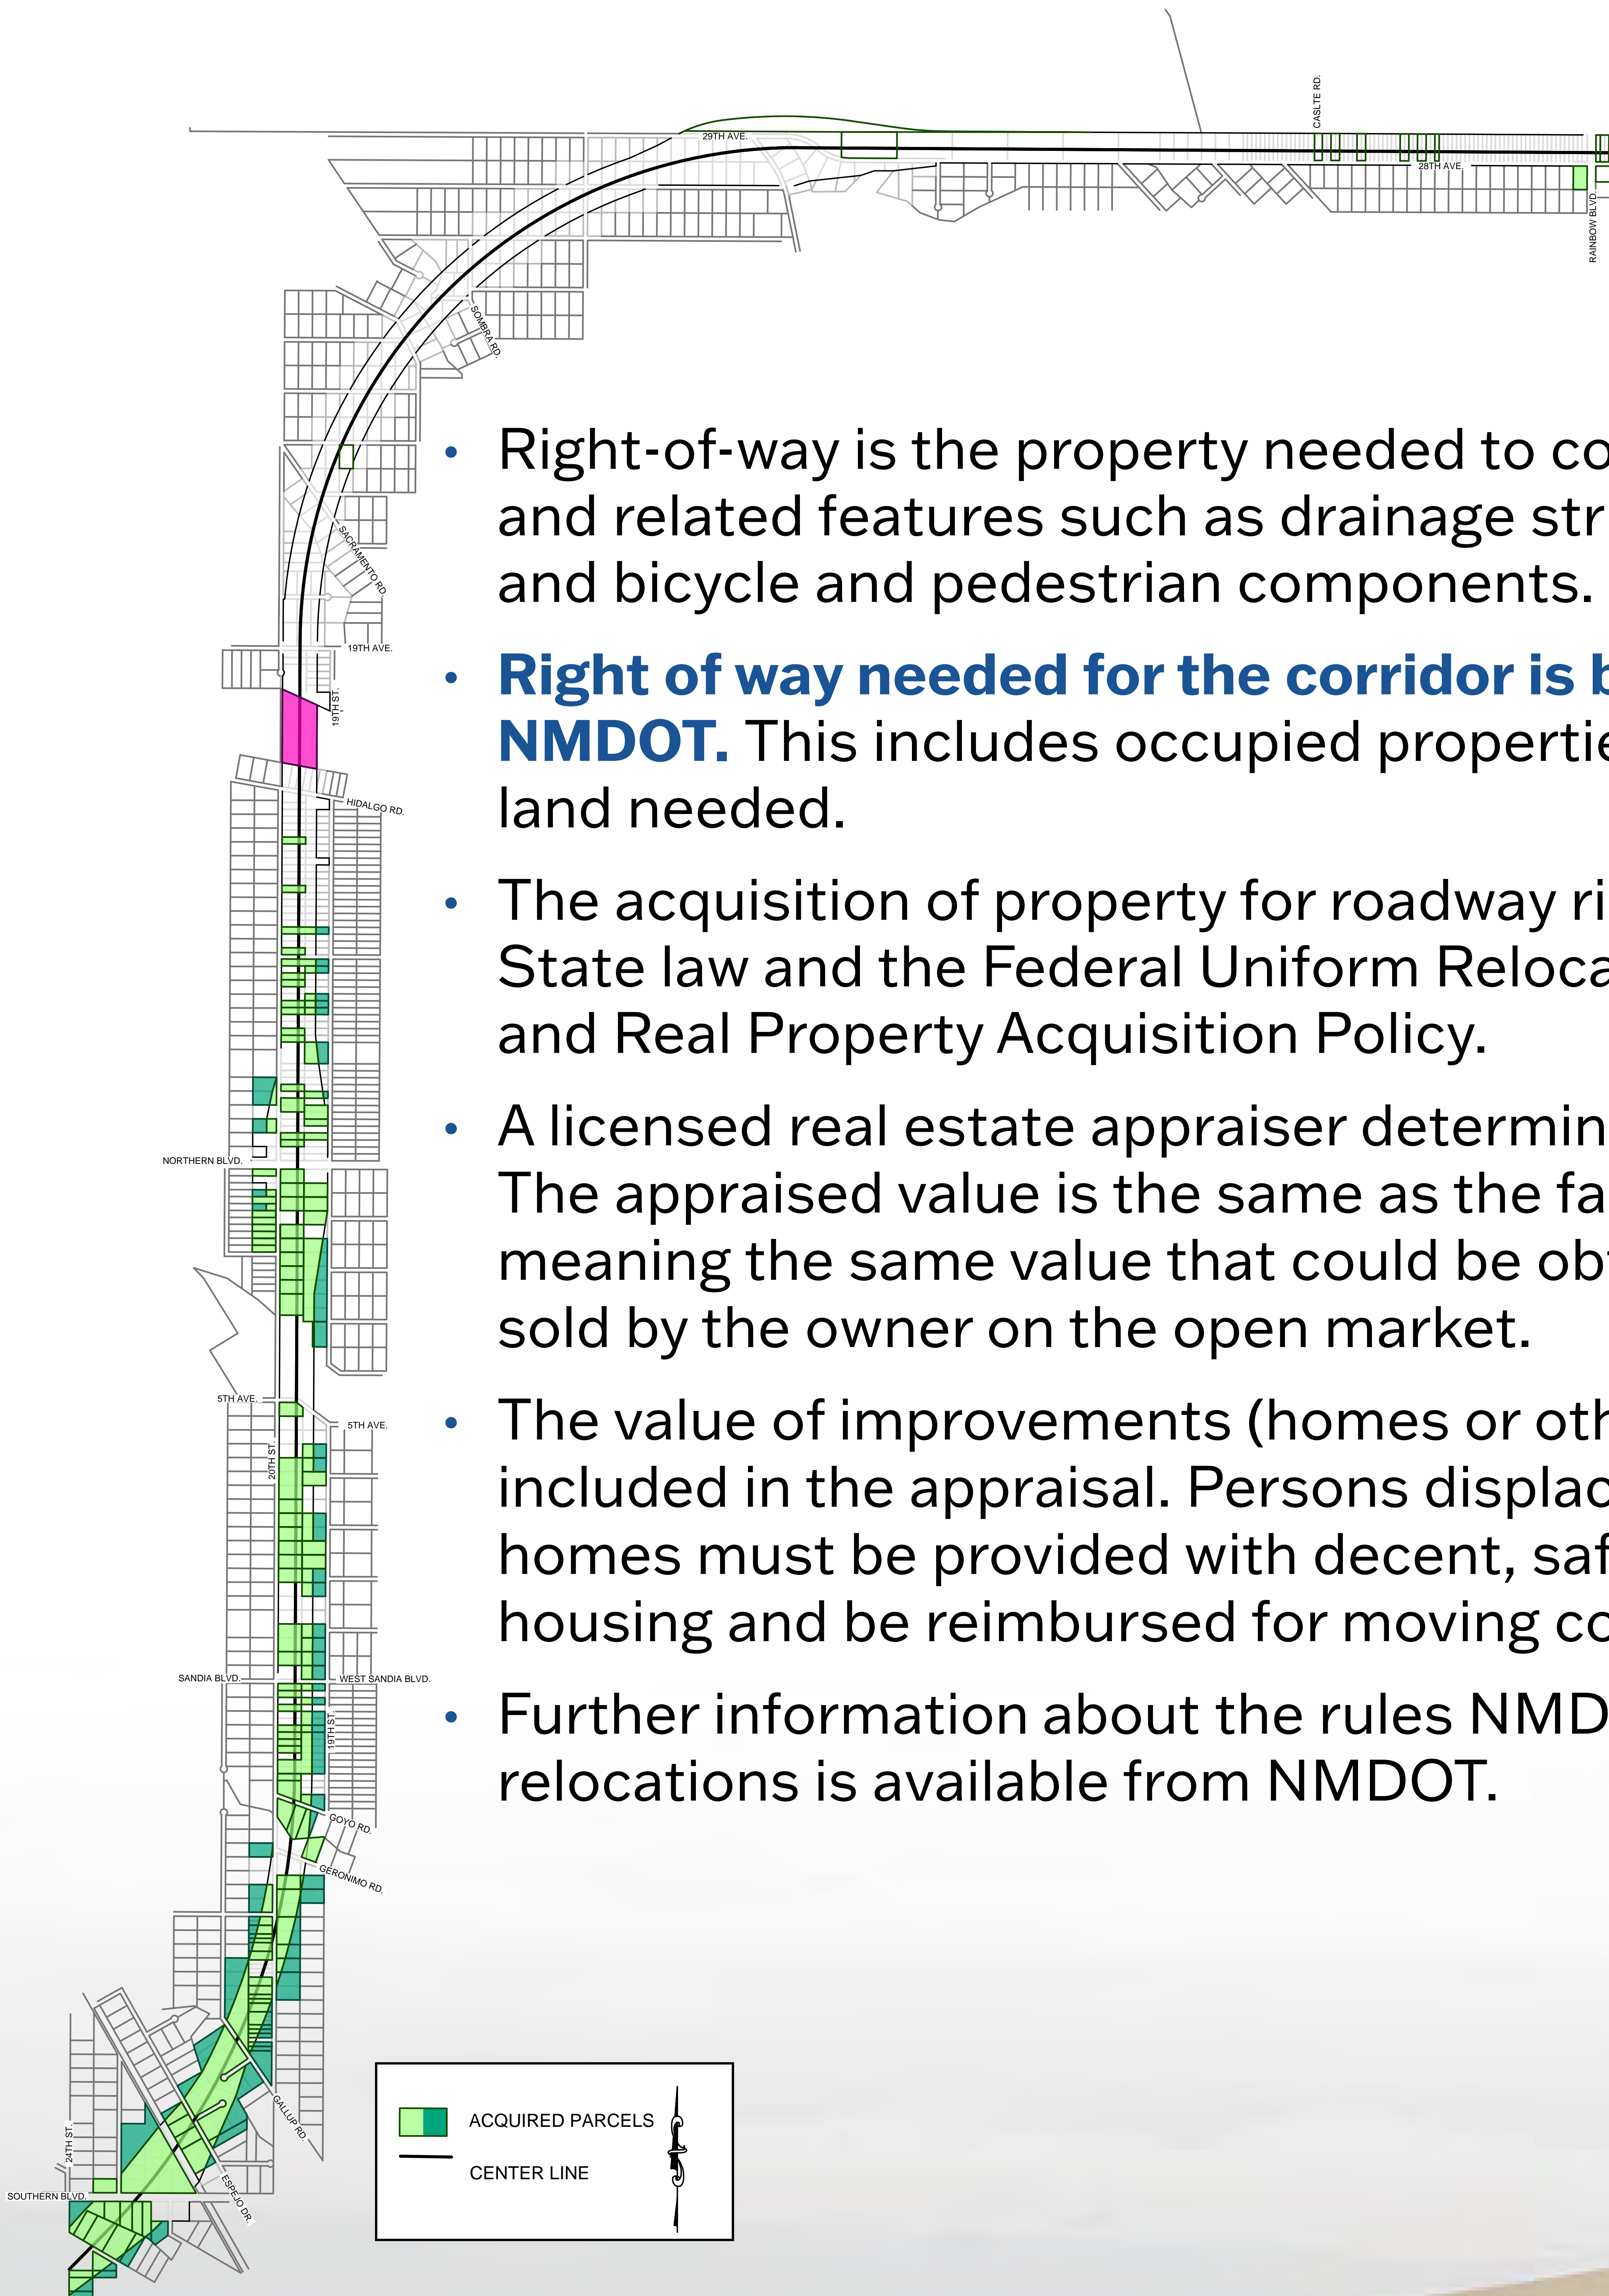 CASLTE RD.
29TH AVE.
28TH AVE.
RAINBOW BLVD.
SOMBRA RD.
• Right-of-way is the property needed to co
and related features such as drainage str
and bicycle and pedestrian components.
SACRAMENTO RD
19TH AVE.
• Right of way needed for the corridor is b
NMDOT. This includes occupied propertie
land needed.
19TH ST.
HIDALGO RD.
• The acquisition of property for roadway ri
State law and the Federal Uniform Reloca
and Real Property Acquisition Policy.
• A licensed real estate appraiser determin
The appraised value is the same as the fa
meaning the same value that could be obt
sold by the owner on the open market.
NORTHERN BLVD.
5TH AVE.
5TH AVE.
20TH ST.
• The value of improvements (homes or oth
included in the appraisal. Persons displac
homes must be provided with decent, saf
housing and be reimbursed for moving co
SANDIA BLVD.
WEST SANDIA BLVD.
19TH ST.
• Further information about the rules NMD
relocations is available from NMDOT.
GOYO RD.
GERONIMO RD.
GALLUP RD.
24TH ST.
ESPEJO DR.
SOUTHERN BLVD.
ACQUIRED PARCELS
CENTER LINE